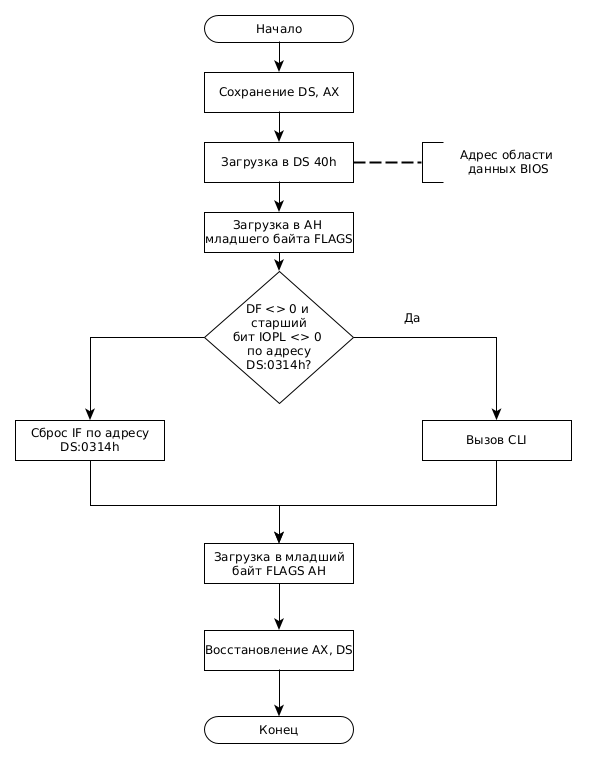 Начало
Сохранение DS, AX
Загрузка в DS 40h
Адрес области
данных BIOS
Загрузка в AH
младшего байта FLAGS
DF <> 0 и
старший
бит IOPL <> 0
по адресу
DS:0314h?
Да
Сброс IF по адресу
DS:0314h
Вызов CLI
Загрузка в младший
байт FLAGS AH
Восстановление AX, DS
Конец